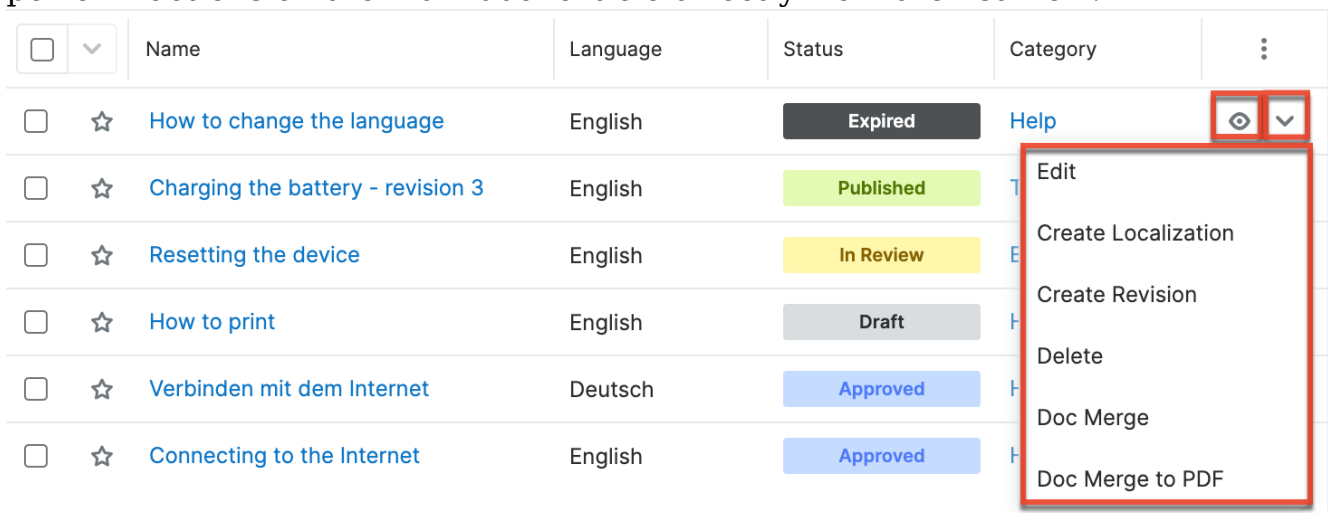 Name Language Status Category
How to change the language English Expired Help
Edit
Charging the battery - revision 3 English Published
Create Localization
Resetting the device English In Review
Create Revision
How to print English Draft
Delete
Verbinden mit dem Internet Deutsch Approved
Doc Merge
Connecting to the Internet English Approved
Doc Merge to PDF